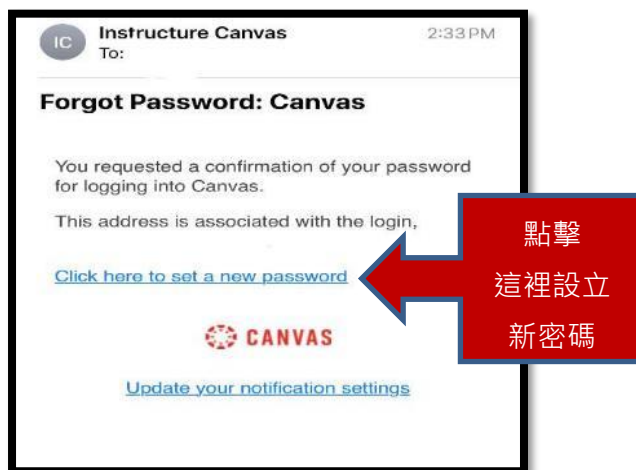 IC
Instructure Canvas 2:33 PM
To:
Forgot Password: Canvas
You requested a confirmation of your password
for logging into Canvas.
This address is associated with the login,
Click here to set a new password
點擊
這裡設立
新密碼
CANVAS
Update your notification settings